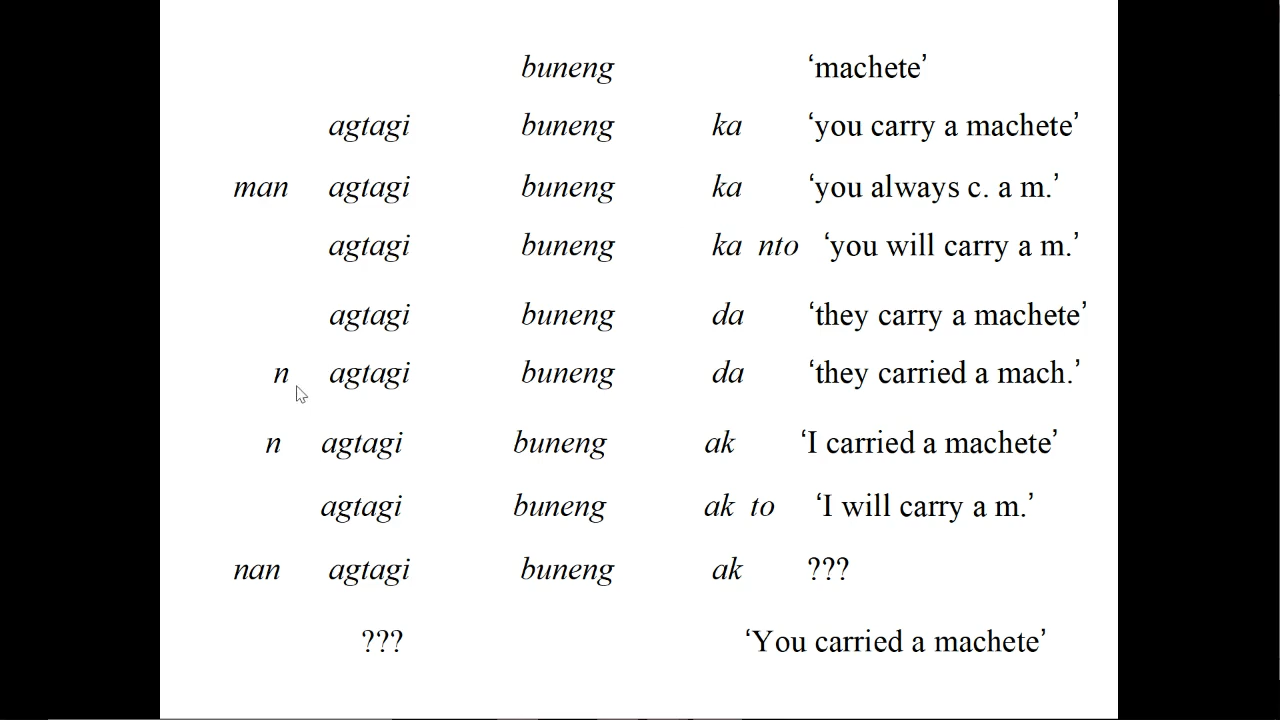 buneng ‘machete’
agtagi buneng ka ‘you carry a machete’
man agtagi buneng ka ‘you always c. a m.’
agtagi buneng ka nto ‘you will carry a m.’
agtagi buneng da ‘they carry a machete’
n agtagi buneng da ‘they carried a mach.’
n agtagi buneng ak ‘I carried a machete’
agtagi buneng ak to ‘I will carry a m.’
nan agtagi buneng ak ???
??? ‘You carried a machete’